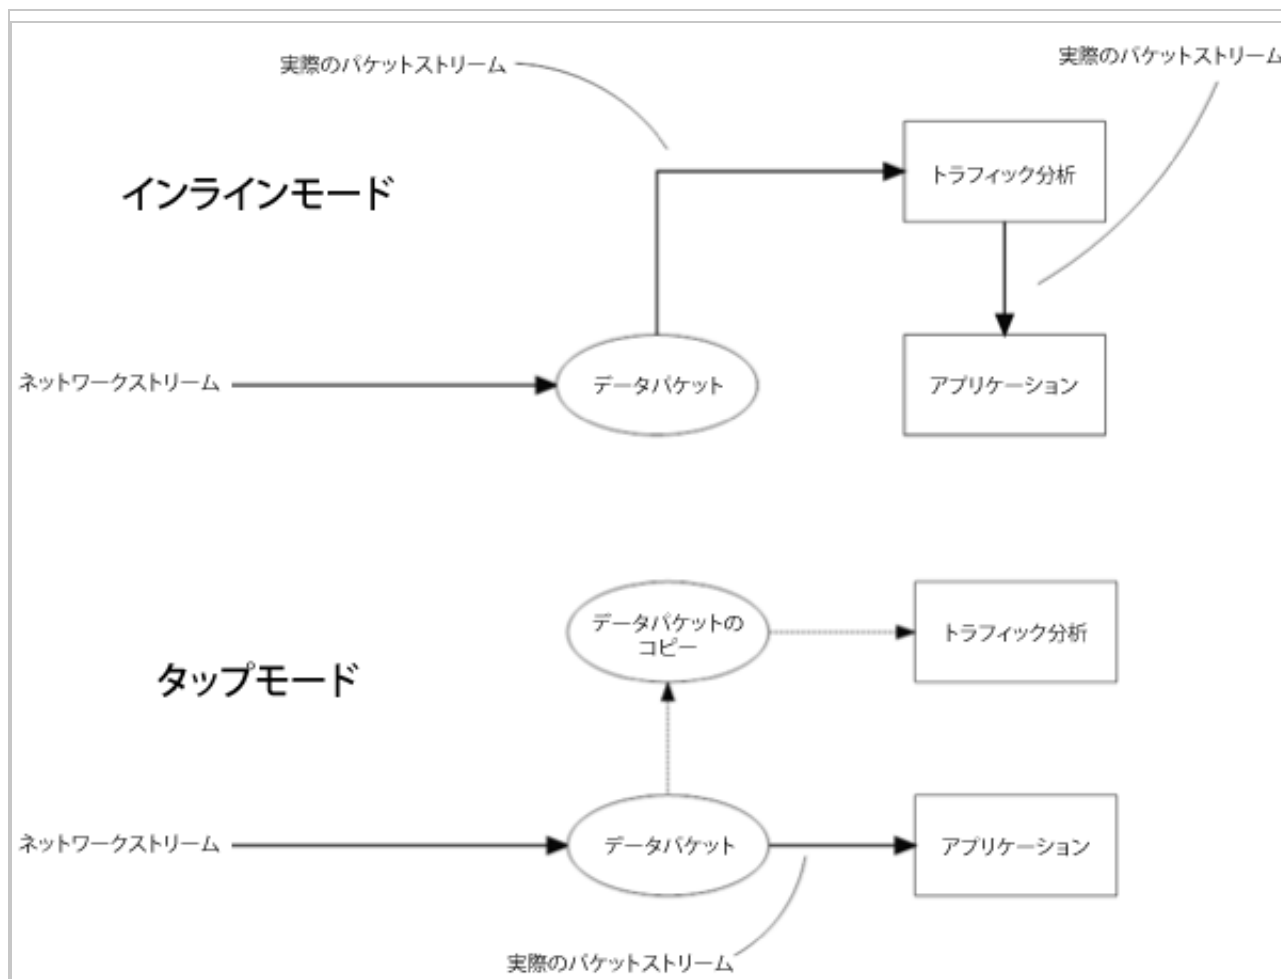 実際のパケットストリーム
実際のパケットストリーム
トラフィック分析
インラインモード
ネットワークストリーム
データパケット
アプリケーション
データパケットの
コピー
トラフィック分析
タップモード
ネットワークストリーム
データパケット
アプリケーション
実際のパケットストリーム